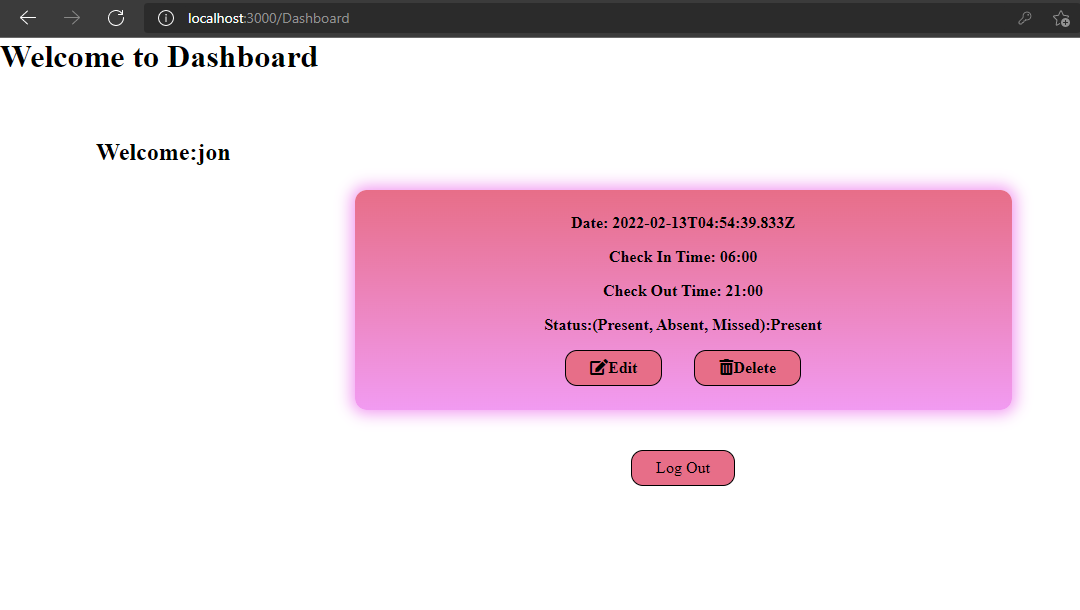 localhost:3000/Dashboard
Welcome to Dashboard
Welcome:jon
Date: 2022-02-13T04:54:39.833Z
Check In Time: 06:00
Check Out Time: 21:00
Status:(Present, Absent, Missed):Present
Edit Delete
Log Out